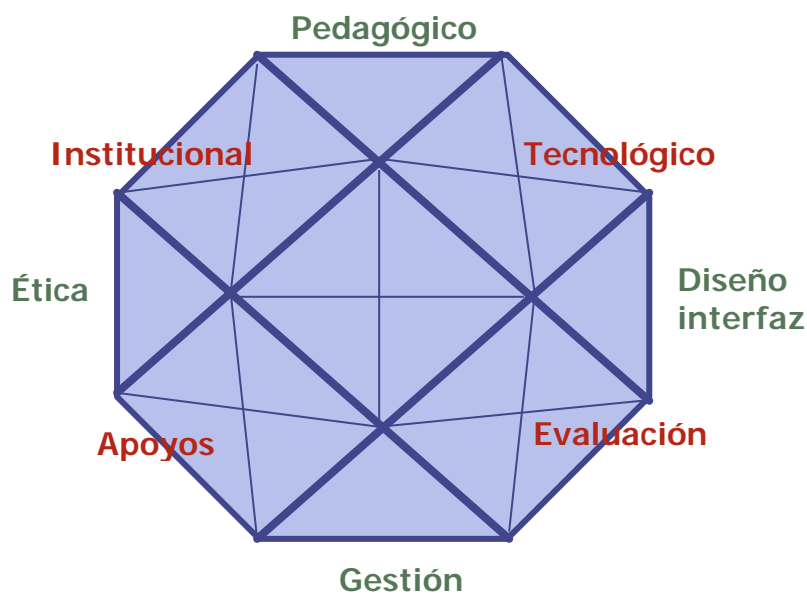 Pedagógico
Institucional
Tecnológico
Ética
Diseño
interfaz
Apoyos
Evaluación
Gestión